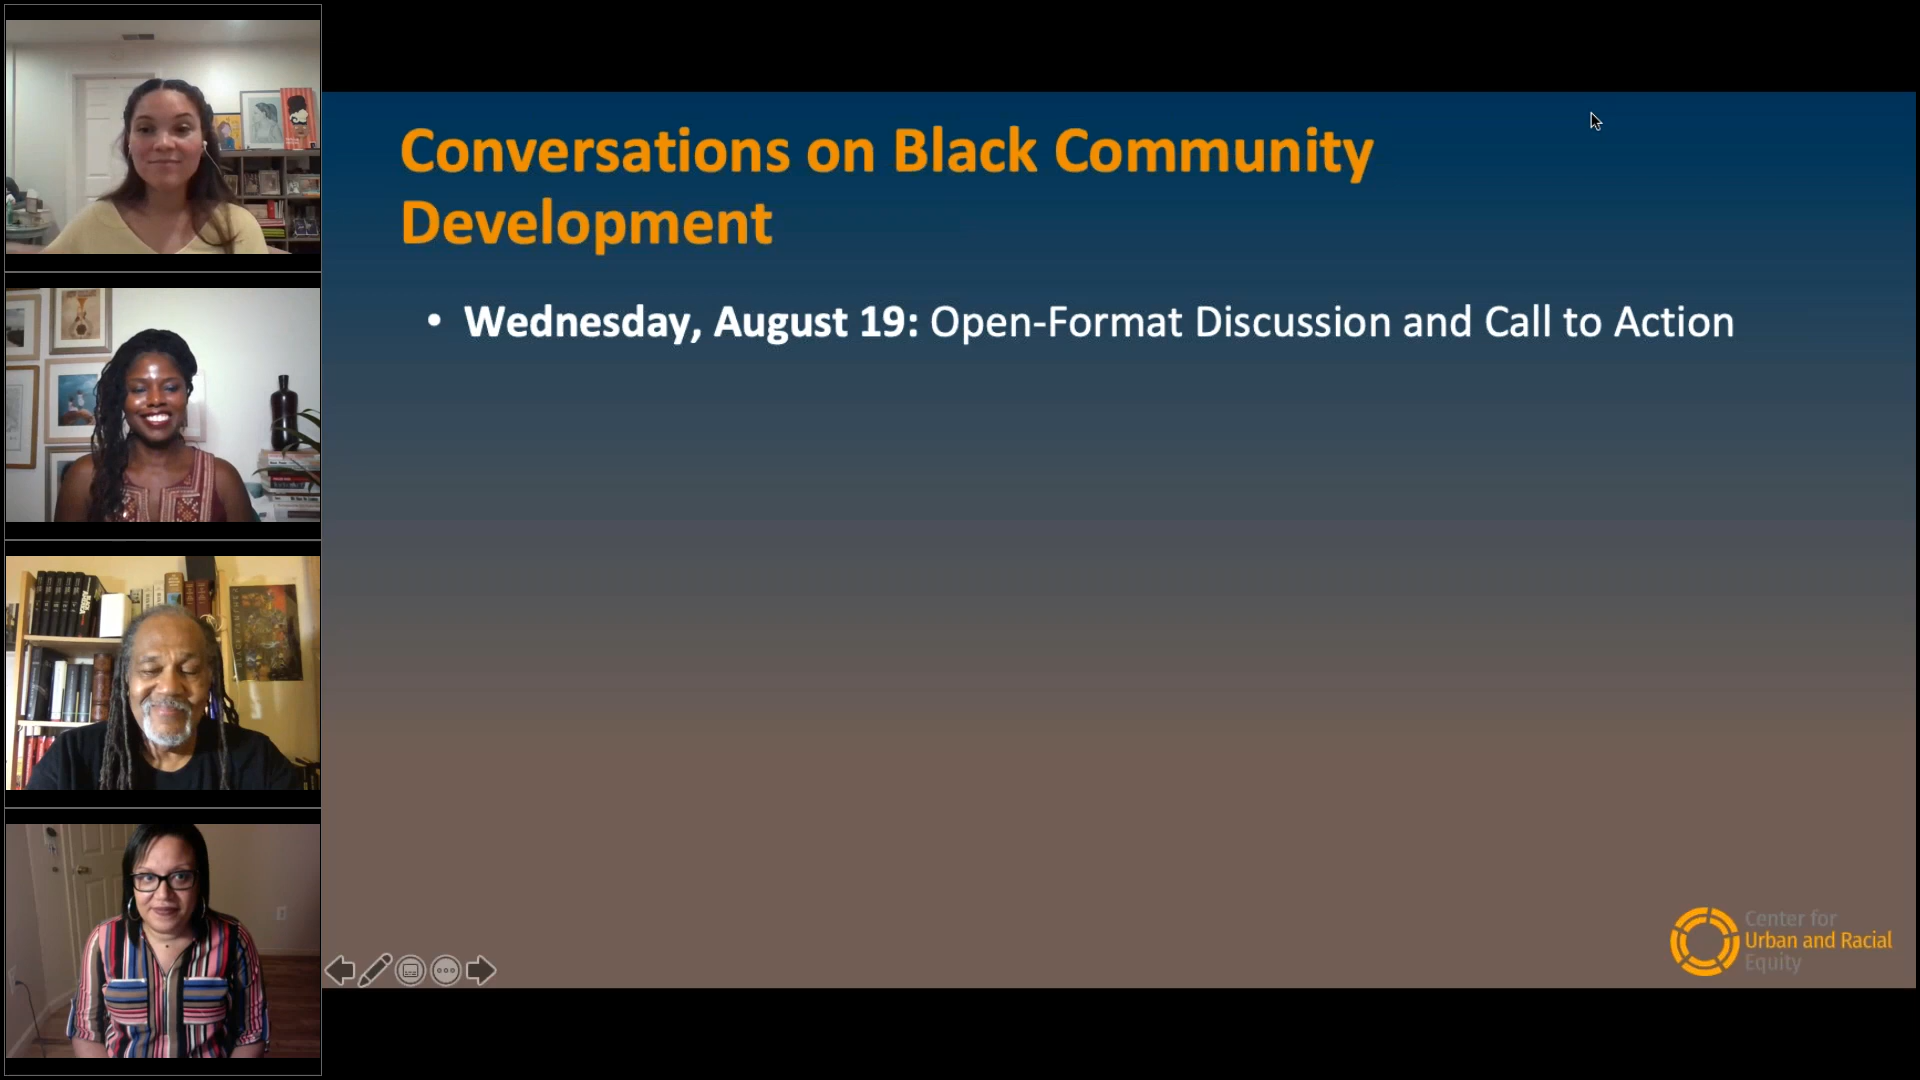 Conversations on Black Community
Development
• Wednesday, August 19: Open-Format Discussion and Call to Action
Center for
Urban and Racial
Equity